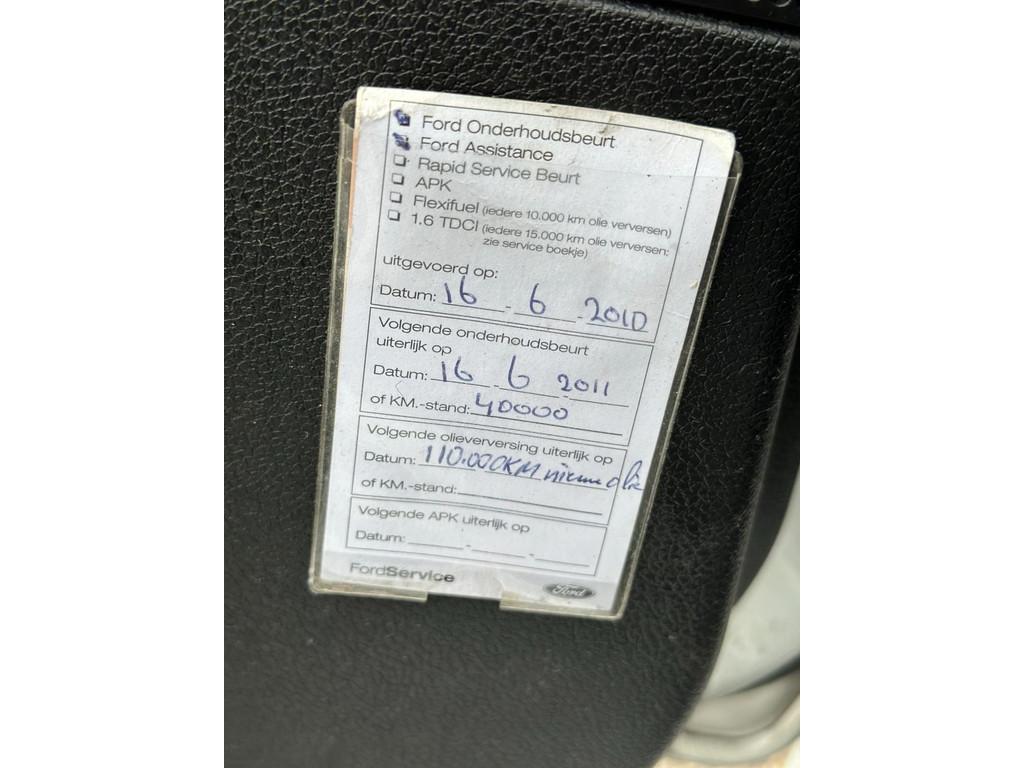 Ford Onderhoudsbeurt
Ford Assistance
Rapid Service Beurt
APK
Flexifuel (iedere 10.000 km olie verversen)
1.6 TDCI (iedere 15.000 km olie verversen:
zie service boekje)
uitgevoerd op:
Datum: 16 - 6 - 2010
Volgende onderhoudsbeurt
uiterlijk op
Datum: 16 - 6 - 2011
of KM.-stand: 40000
Volgende olieverversing uiterlijk op
Datum: 110.000KM nieuwe olie
of KM.-stand:
Volgende APK uiterlijk op
Datum: - -
FordService
Ford